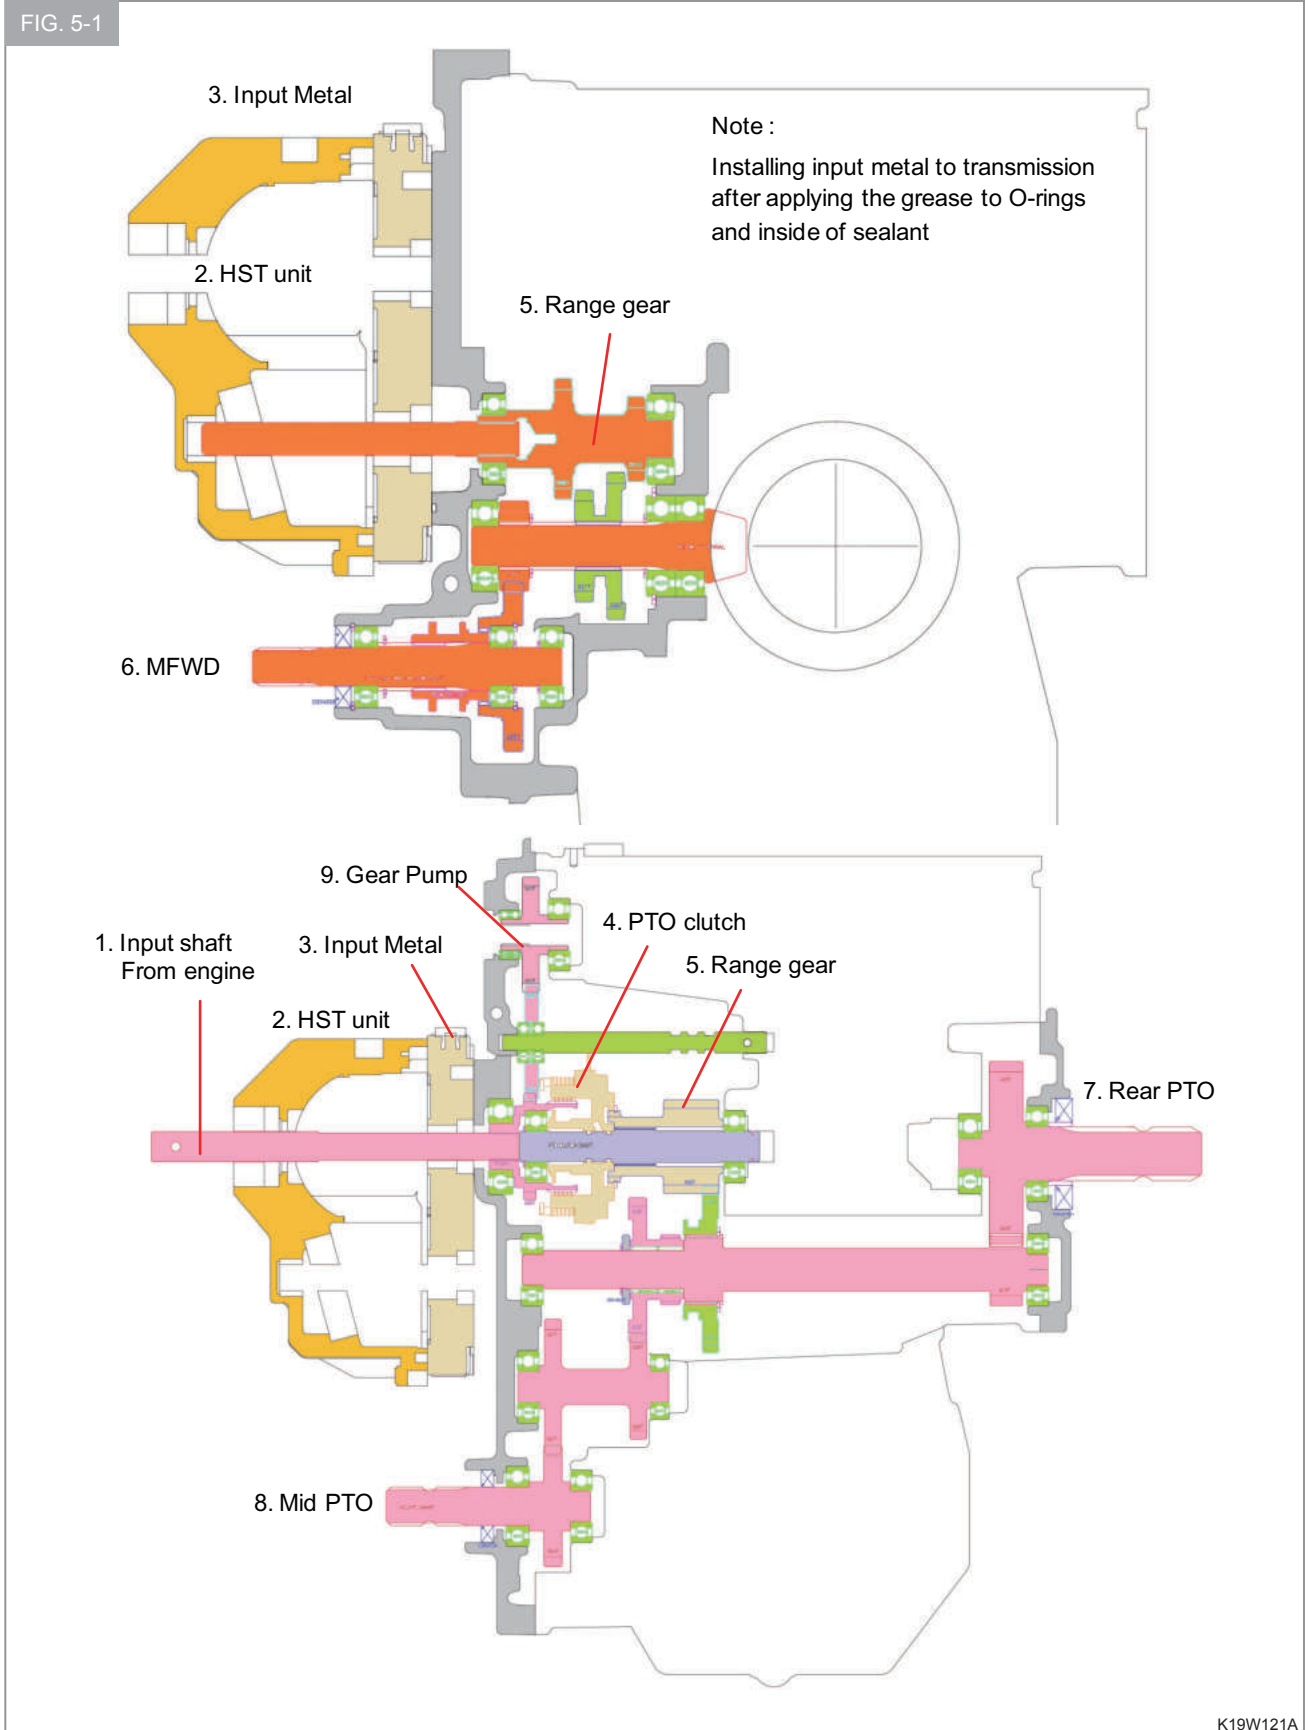 FIG. 5-1
3. Input Metal
Note :
Installing input metal to transmission
after applying the grease to O-rings
and inside of sealant
2. HST unit
5. Range gear
6. MFWD
9. Gear Pump
4. PTO clutch
1. Input shaft
From engine
3. Input Metal
5. Range gear
2. HST unit
7. Rear PTO
8. Mid PTO
K19W121A